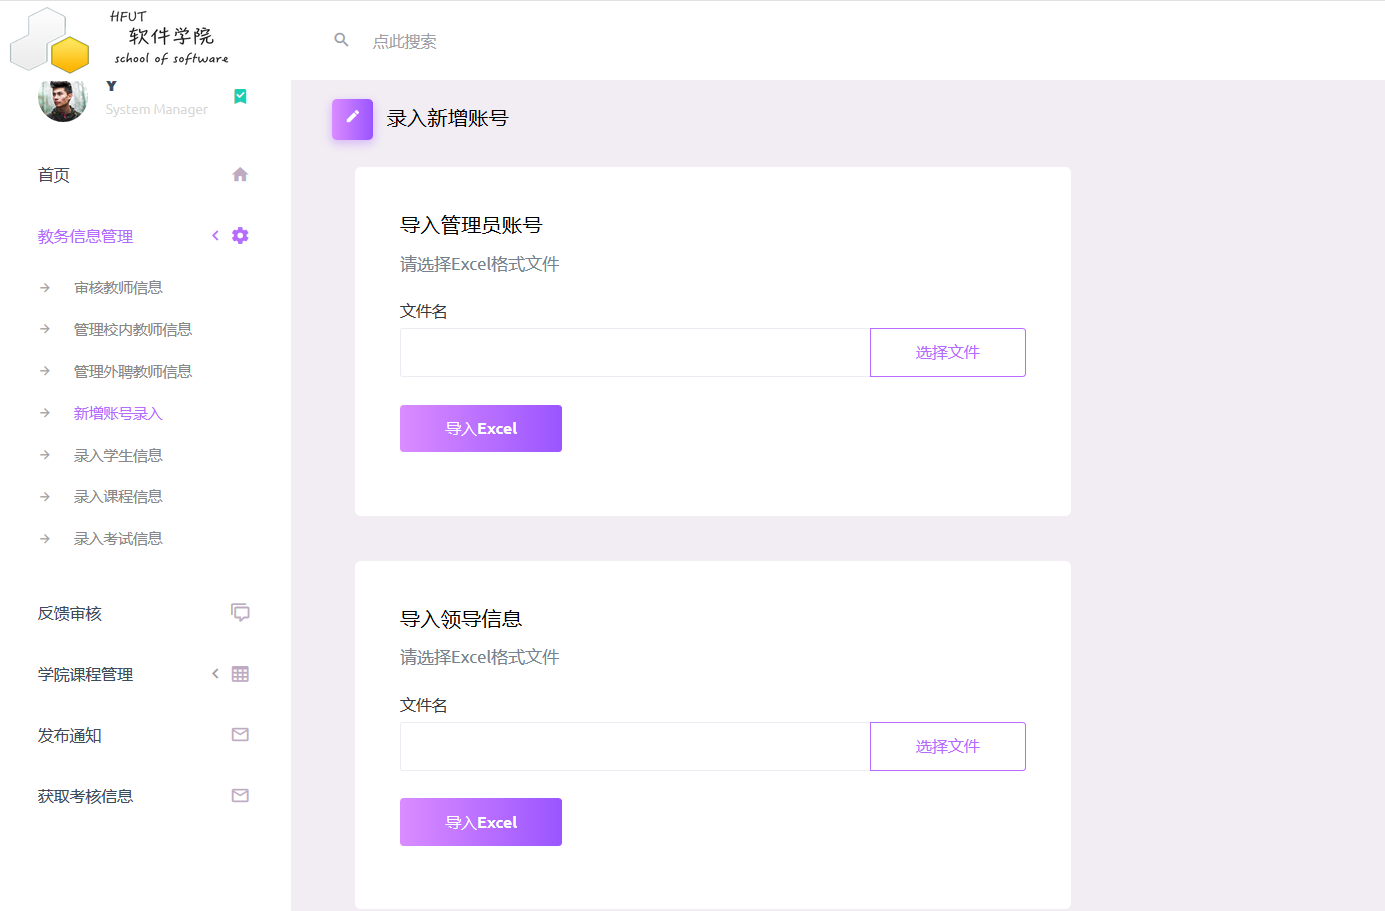 HFUT
软件学院
school of software
点此搜索
Y
System Manager
首页
教务信息管理
审核教师信息
管理校内教师信息
管理外聘教师信息
新增账号录入
录入学生信息
录入课程信息
录入考试信息
反馈审核
学院课程管理
发布通知
获取考核信息
录入新增账号
导入管理员账号
请选择Excel格式文件
文件名
选择文件
导入Excel
导入领导信息
请选择Excel格式文件
文件名
选择文件
导入Excel